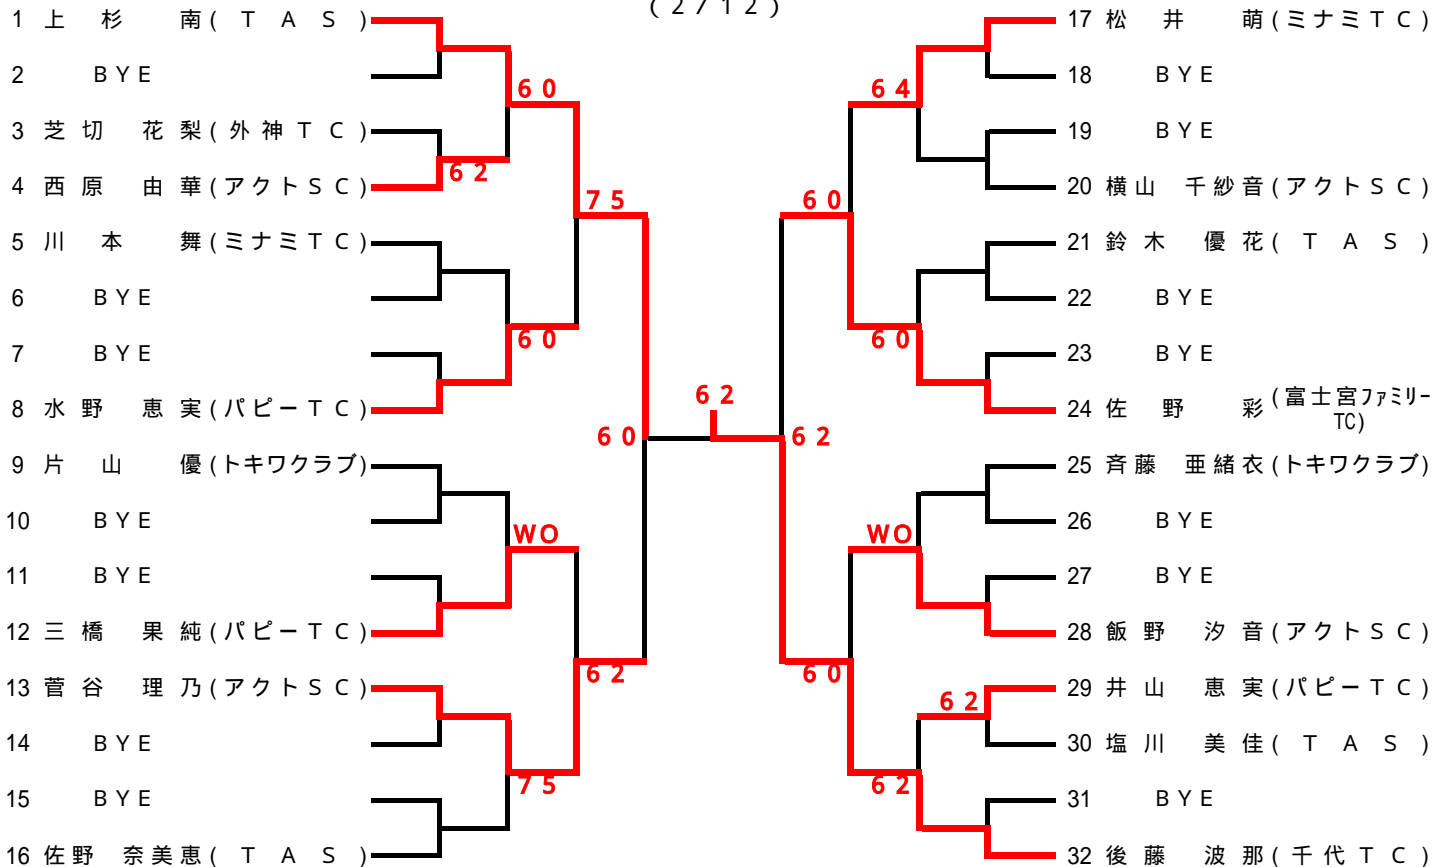 (２/１２)
1 上杉 南(ＴＡＳ)
2 ＢＹＥ
3 芝切 花梨(外神ＴＣ)
4 西原 由華(アクトＳＣ)
5 川本 舞(ミナミＴＣ)
6 ＢＹＥ
7 ＢＹＥ
8 水野 恵実(パピーＴＣ)
9 片山 優(トキワクラブ)
10 ＢＹＥ
11 ＢＹＥ
12 三橋 果純(パピーＴＣ)
13 菅谷 理乃(アクトＳＣ)
14 ＢＹＥ
15 ＢＹＥ
16 佐野 奈美恵(ＴＡＳ)
６０
６２
７５
６０
６０
WO
６２
７５
６２
６４
６０
６０
６２
WO
６０
６２
６２
17 松井 萌(ミナミＴＣ)
18 ＢＹＥ
19 ＢＹＥ
20 横山 千紗音(アクトＳＣ)
21 鈴木 優花(ＴＡＳ)
22 ＢＹＥ
23 ＢＹＥ
24 佐野 彩(富士宮ﾌｧﾐﾘｰ
TC)
25 斉藤 亜緒衣(トキワクラブ)
26 ＢＹＥ
27 ＢＹＥ
28 飯野 汐音(アクトＳＣ)
29 井山 恵実(パピーＴＣ)
30 塩川 美佳(ＴＡＳ)
31 ＢＹＥ
32 後藤 波那(千代ＴＣ)